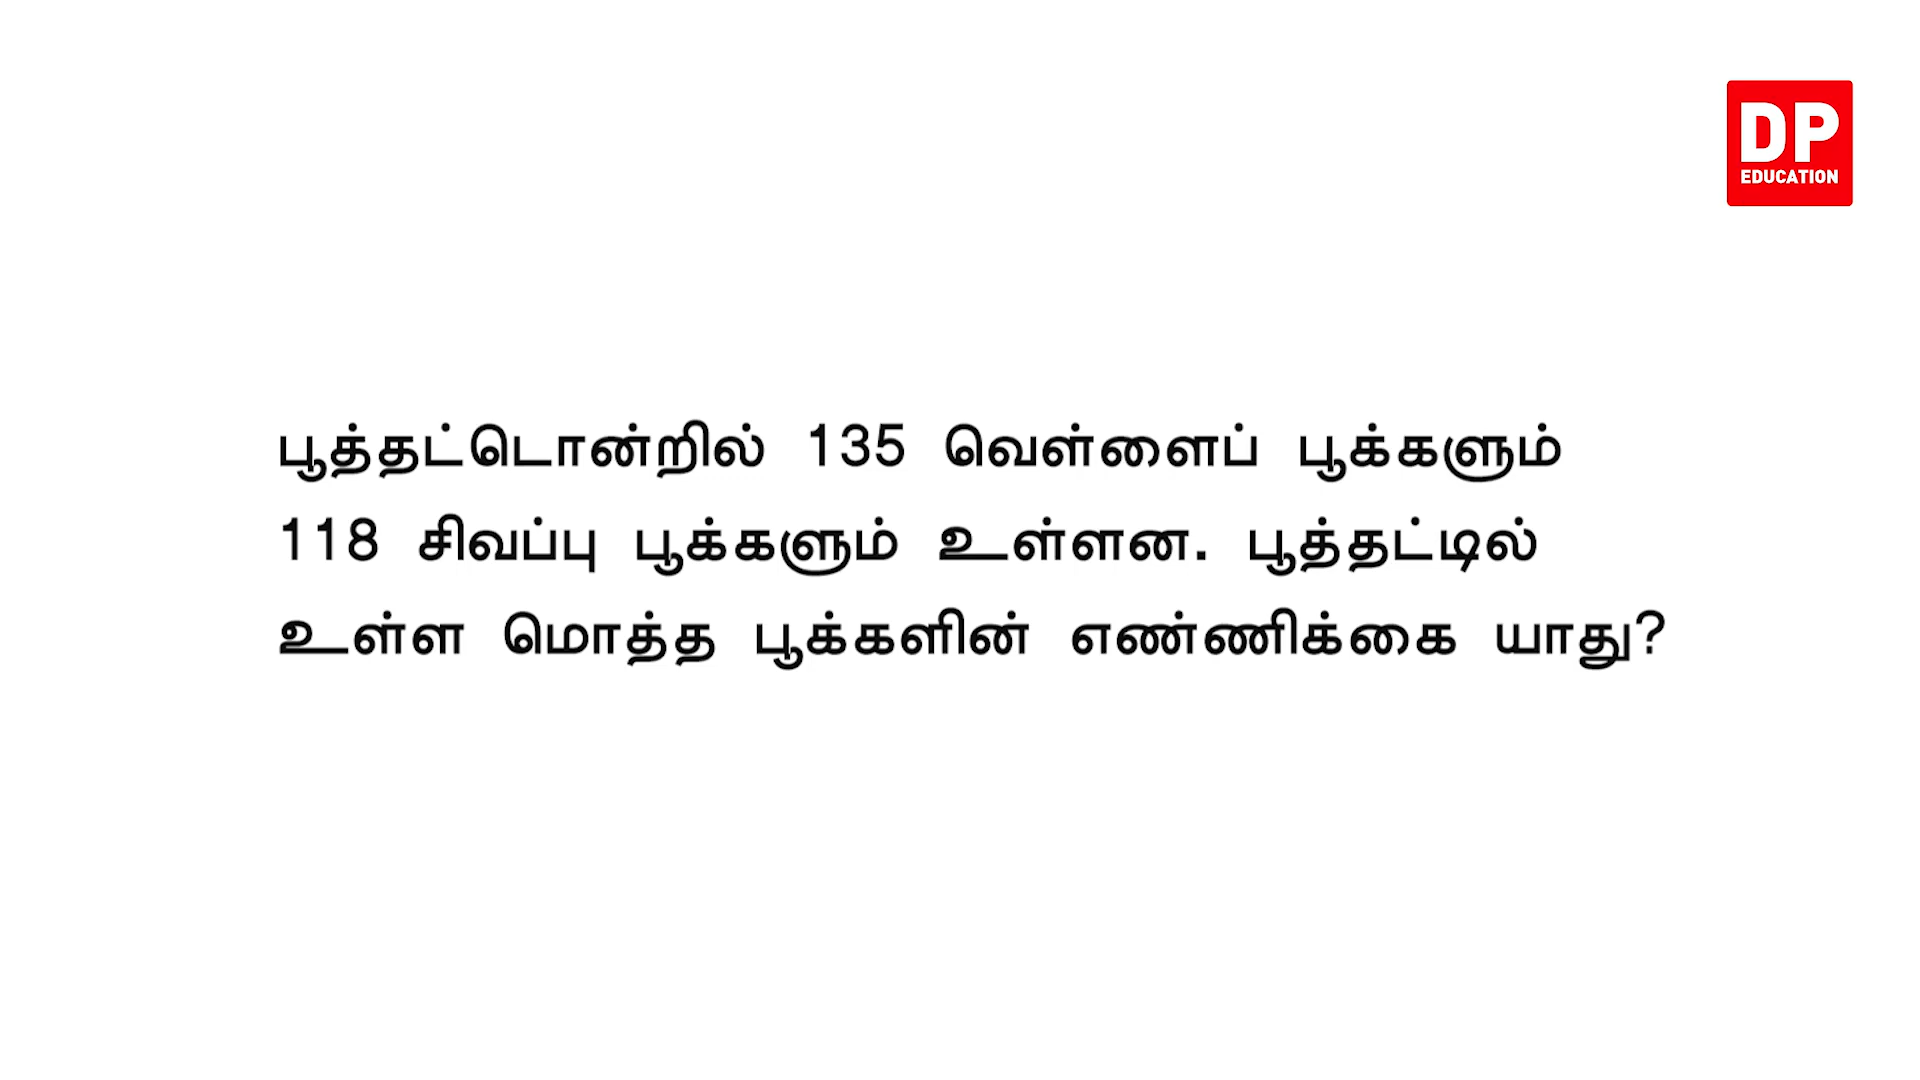 DP
EDUCATION
பூத்தட்டொன்றில் 135 வெள்ளைப் பூக்களும்
118 சிவப்பு பூக்களும் உள்ளன. பூத்தட்டில்
உள்ள மொத்த பூக்களின் எண்ணிக்கை யாது?